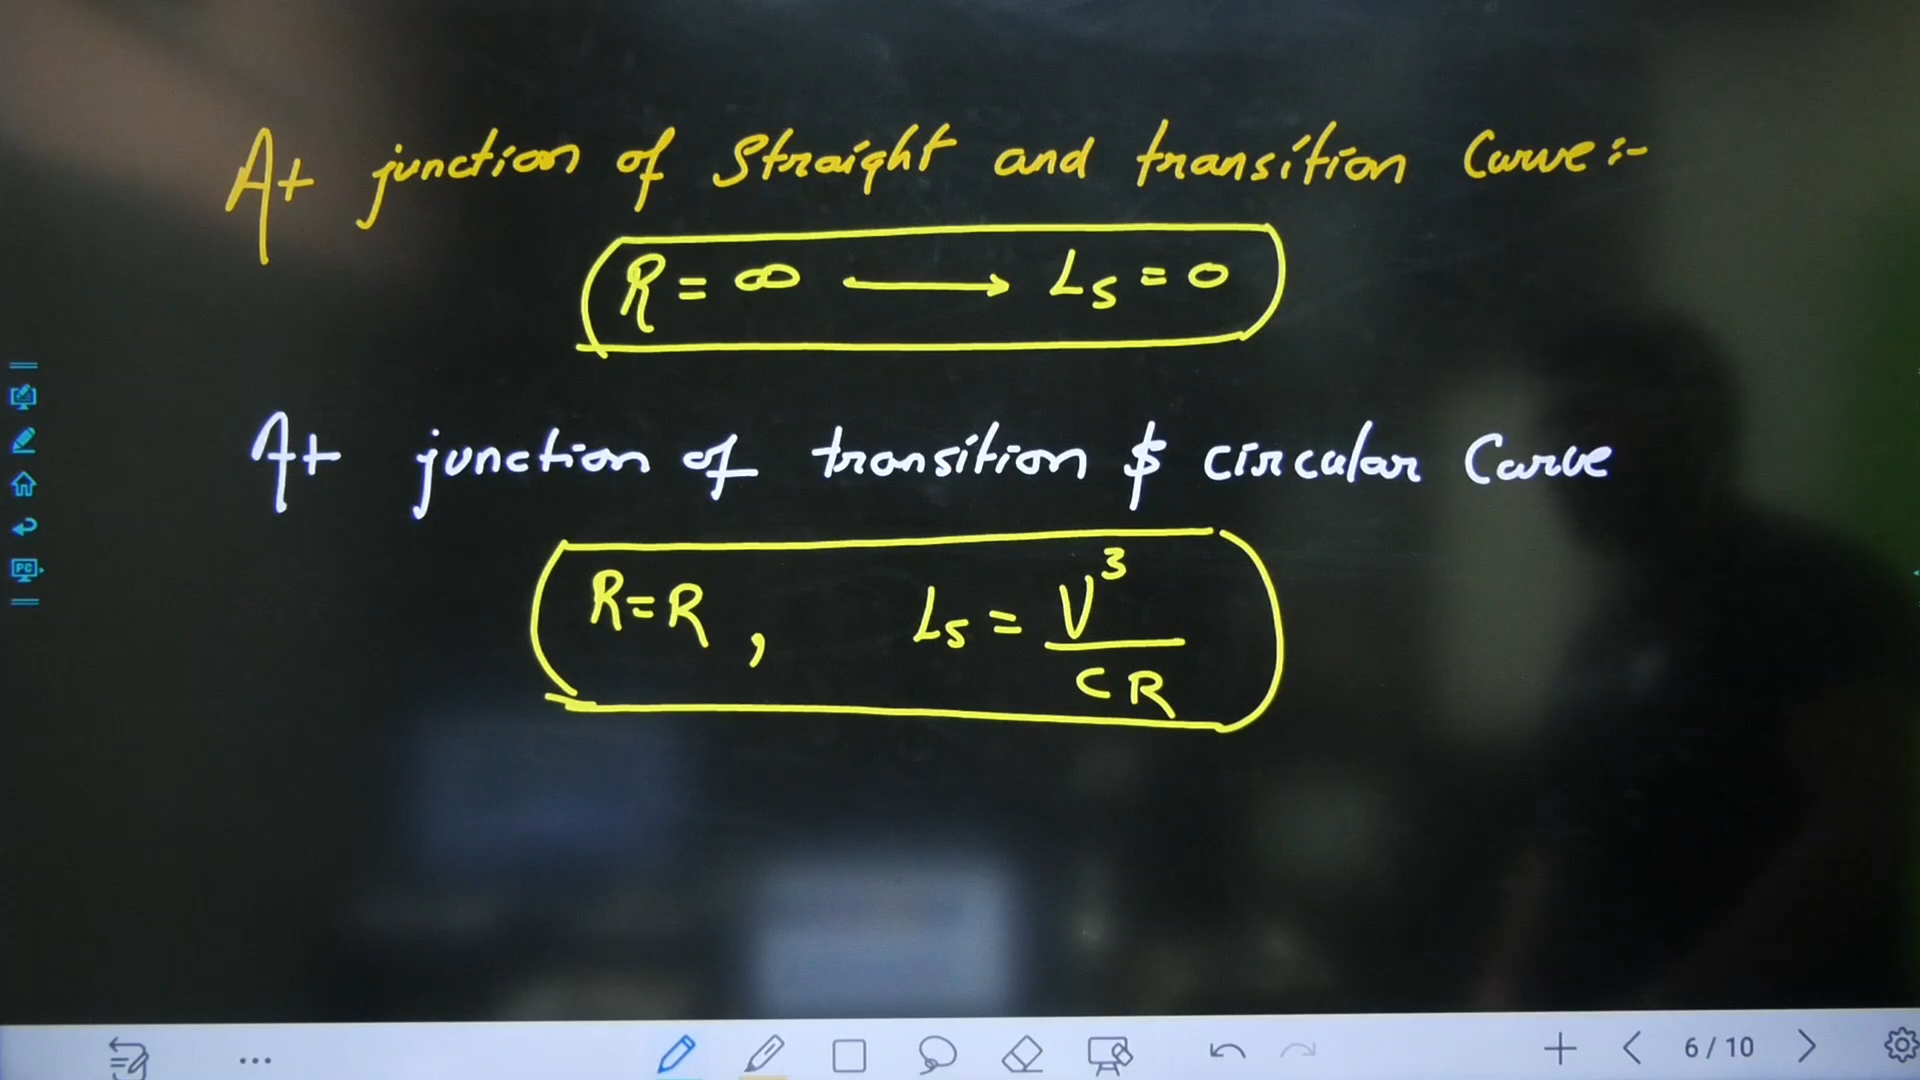 At junction of Straight and transition Curve:-
R = ∞ ⟶ Ls = 0
At junction of transition $ circular Curve
R=R , Ls = V³/CR
PC
6/10